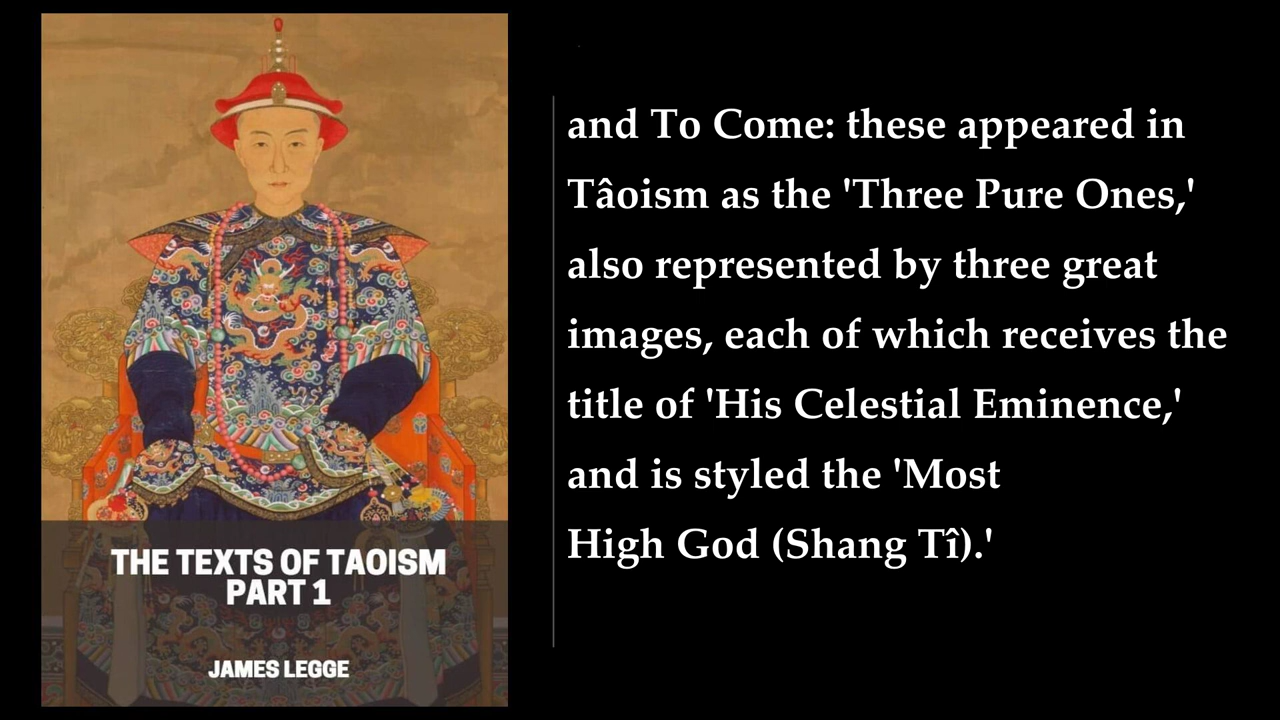 THE TEXTS OF TAOISM
PART 1
JAMES LEGGE
and To Come: these appeared in
Tâoism as the 'Three Pure Ones,'
also represented by three great
images, each of which receives the
title of 'His Celestial Eminence,'
and is styled the 'Most
High God (Shang Tî).'